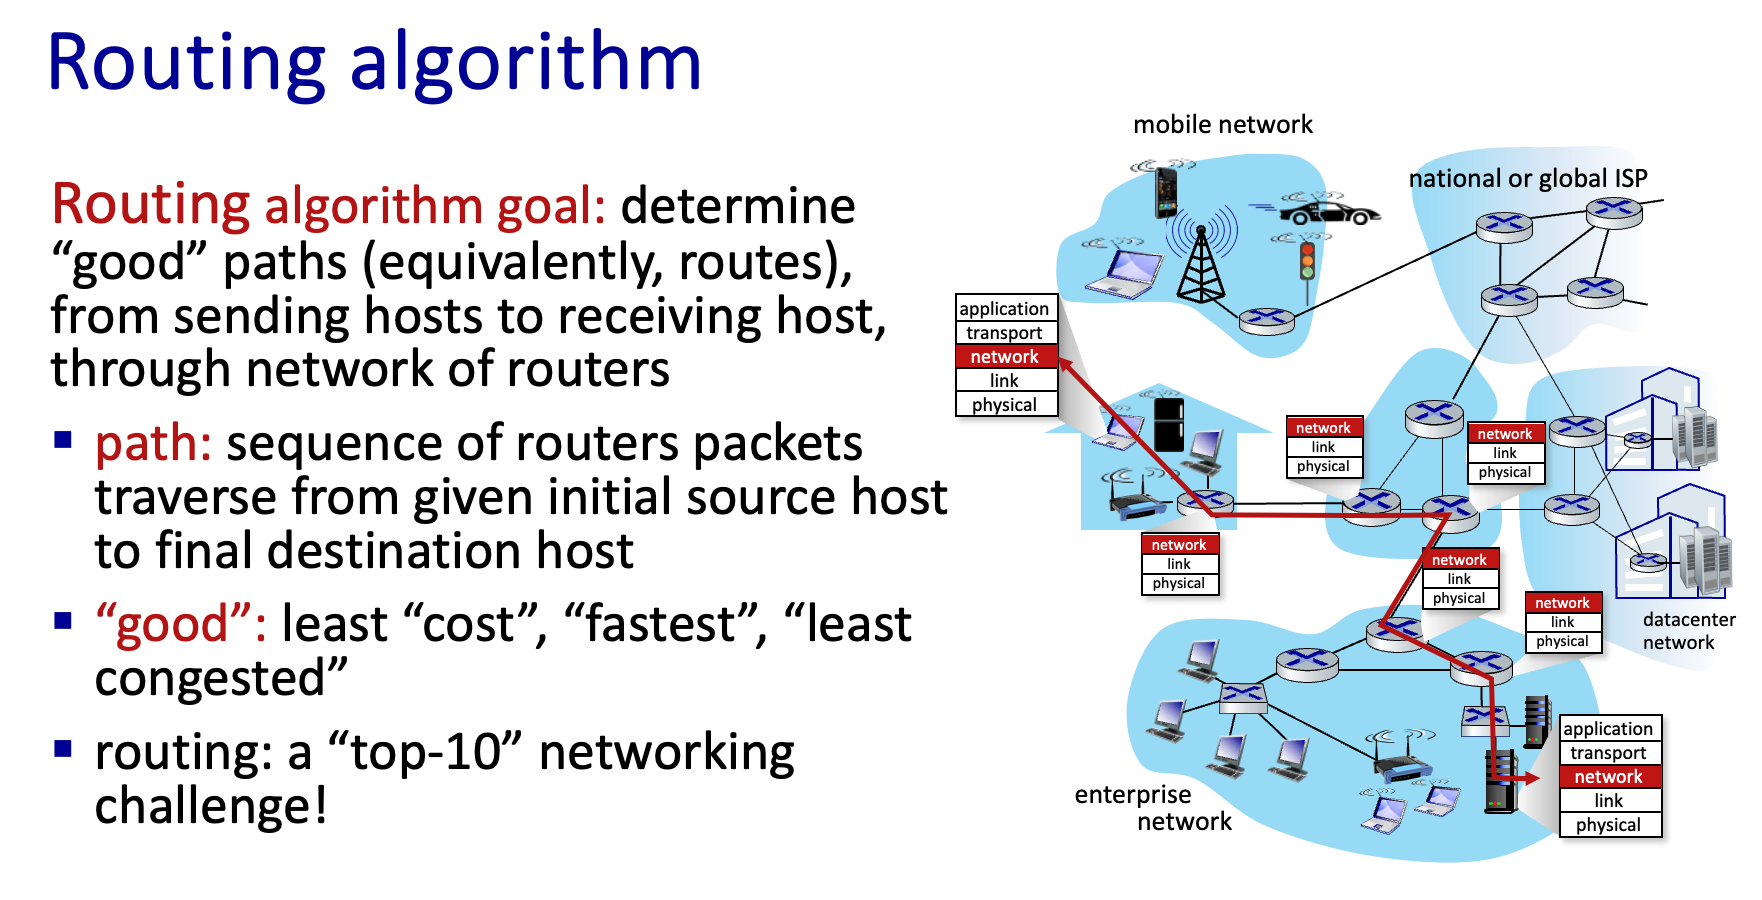 Routing algorithm
Routing algorithm goal: determine
“good” paths (equivalently, routes),
from sending hosts to receiving host,
through network of routers
path: sequence of routers packets
traverse from given initial source host
to final destination host
“good”: least “cost”, “fastest”, “least
congested”
routing: a “top-10” networking
challenge!
mobile network
national or global ISP
application
transport
network
link
physical
network
link
physical
network
link
physical
network
link
physical
network
link
physical
network
link
physical
datacenter
network
application
transport
network
link
physical
enterprise
network